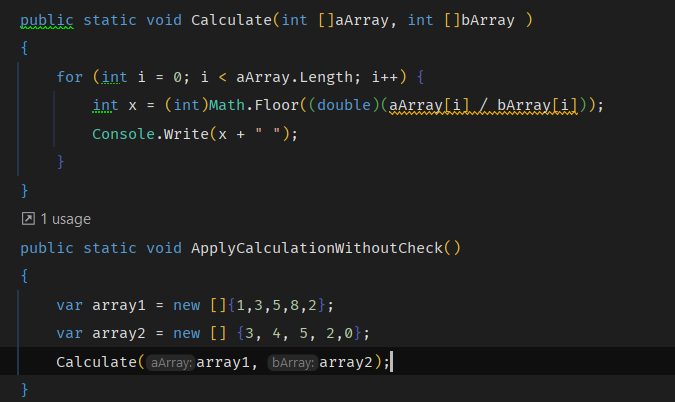 public static void Calculate(int []aArray, int []bArray )
{
for (int i = 0; i < aArray.Length; i++) {
int x = (int)Math.Floor((double)(aArray[i] / bArray[i]));
Console.Write(x + " ");
}
}
1 usage
public static void ApplyCalculationWithoutCheck()
{
var array1 = new []{1,3,5,8,2};
var array2 = new [] {3, 4, 5, 2,0};
Calculate(aArray: array1, bArray: array2);
}